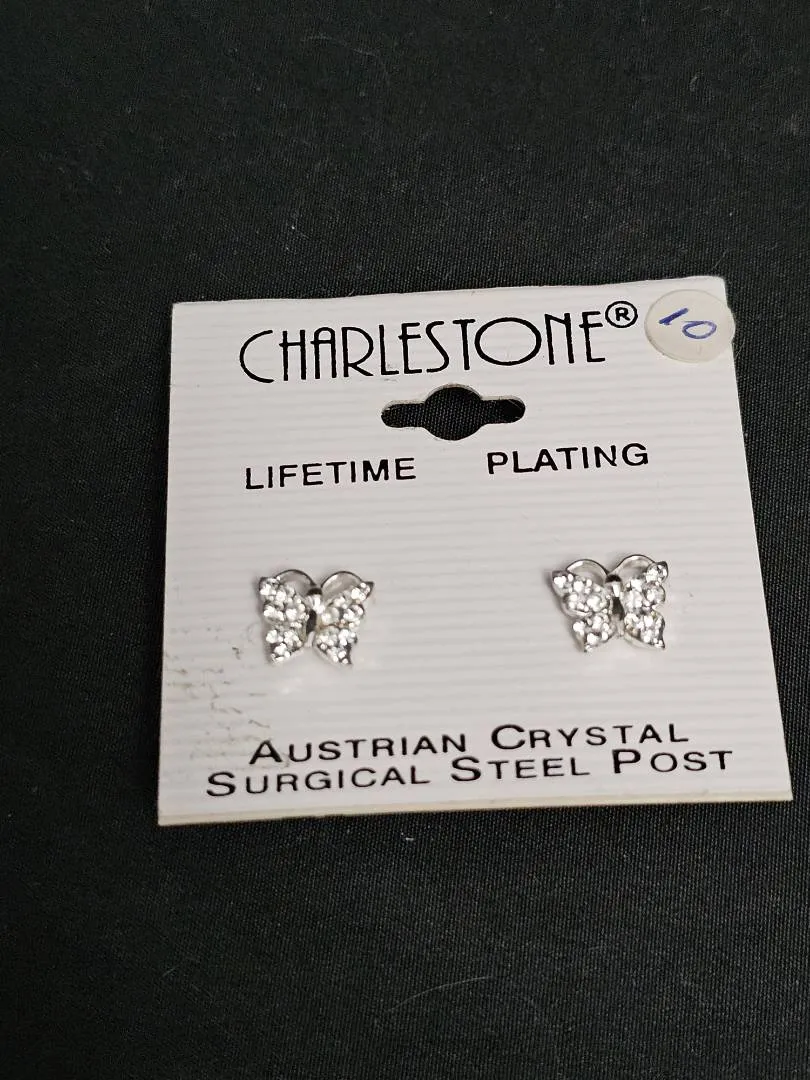 CHARLESTONE®
10
LIFETIME PLATING
AUSTRIAN CRYSTAL
SURGICAL STEEL POST